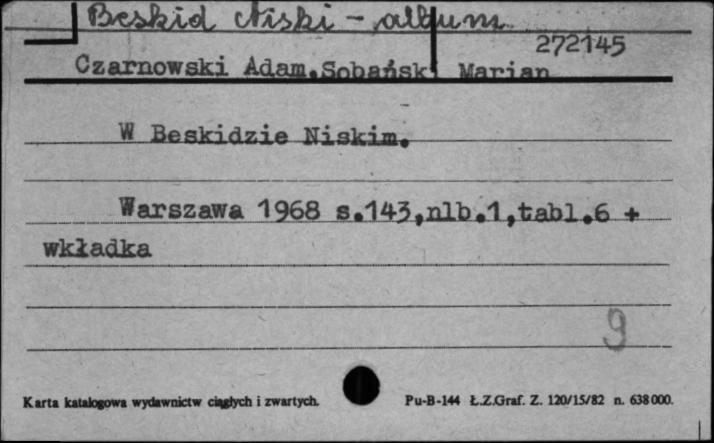 Beskid Niski - album
272145
Czarnowski Adam,Sobański Marian
W Beskidzie Niskim.
Warszawa 1968 s.143,nlb.1,tabl.6 +
wkładka
9
Karta katalogowa wydawnictw ciągłych i zwartych.
Pu-B-144 Ł.Z.Graf. Z. 120/15/82 n. 638000.